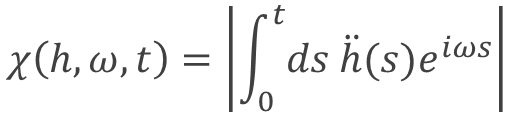 χ(h, ω, t) = |∫₀ᵗ ds ḧ(s)e^{iωs}|